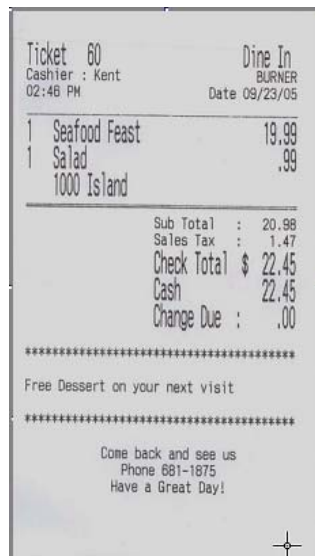 Ticket 60 Dine In
Cashier : Kent BURNER
02:46 PM Date 09/23/05
1 Seafood Feast 19.99
1 Salad .99
1000 Island
Sub Total : 20.98
Sales Tax : 1.47
Check Total $ 22.45
Cash 22.45
Change Due : .00
****************************************
Free Dessert on your next visit
****************************************
Come back and see us
Phone 681-1875
Have a Great Day!